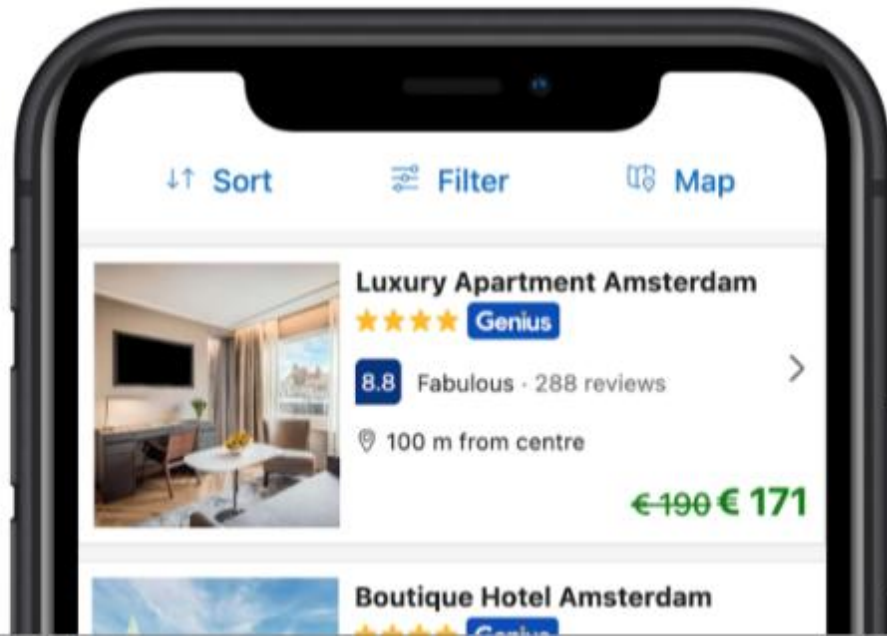 Sort Filter Map
Luxury Apartment Amsterdam
Genius
8.8 Fabulous · 288 reviews
100 m from centre
€ 190 € 171
Boutique Hotel Amsterdam
Genius